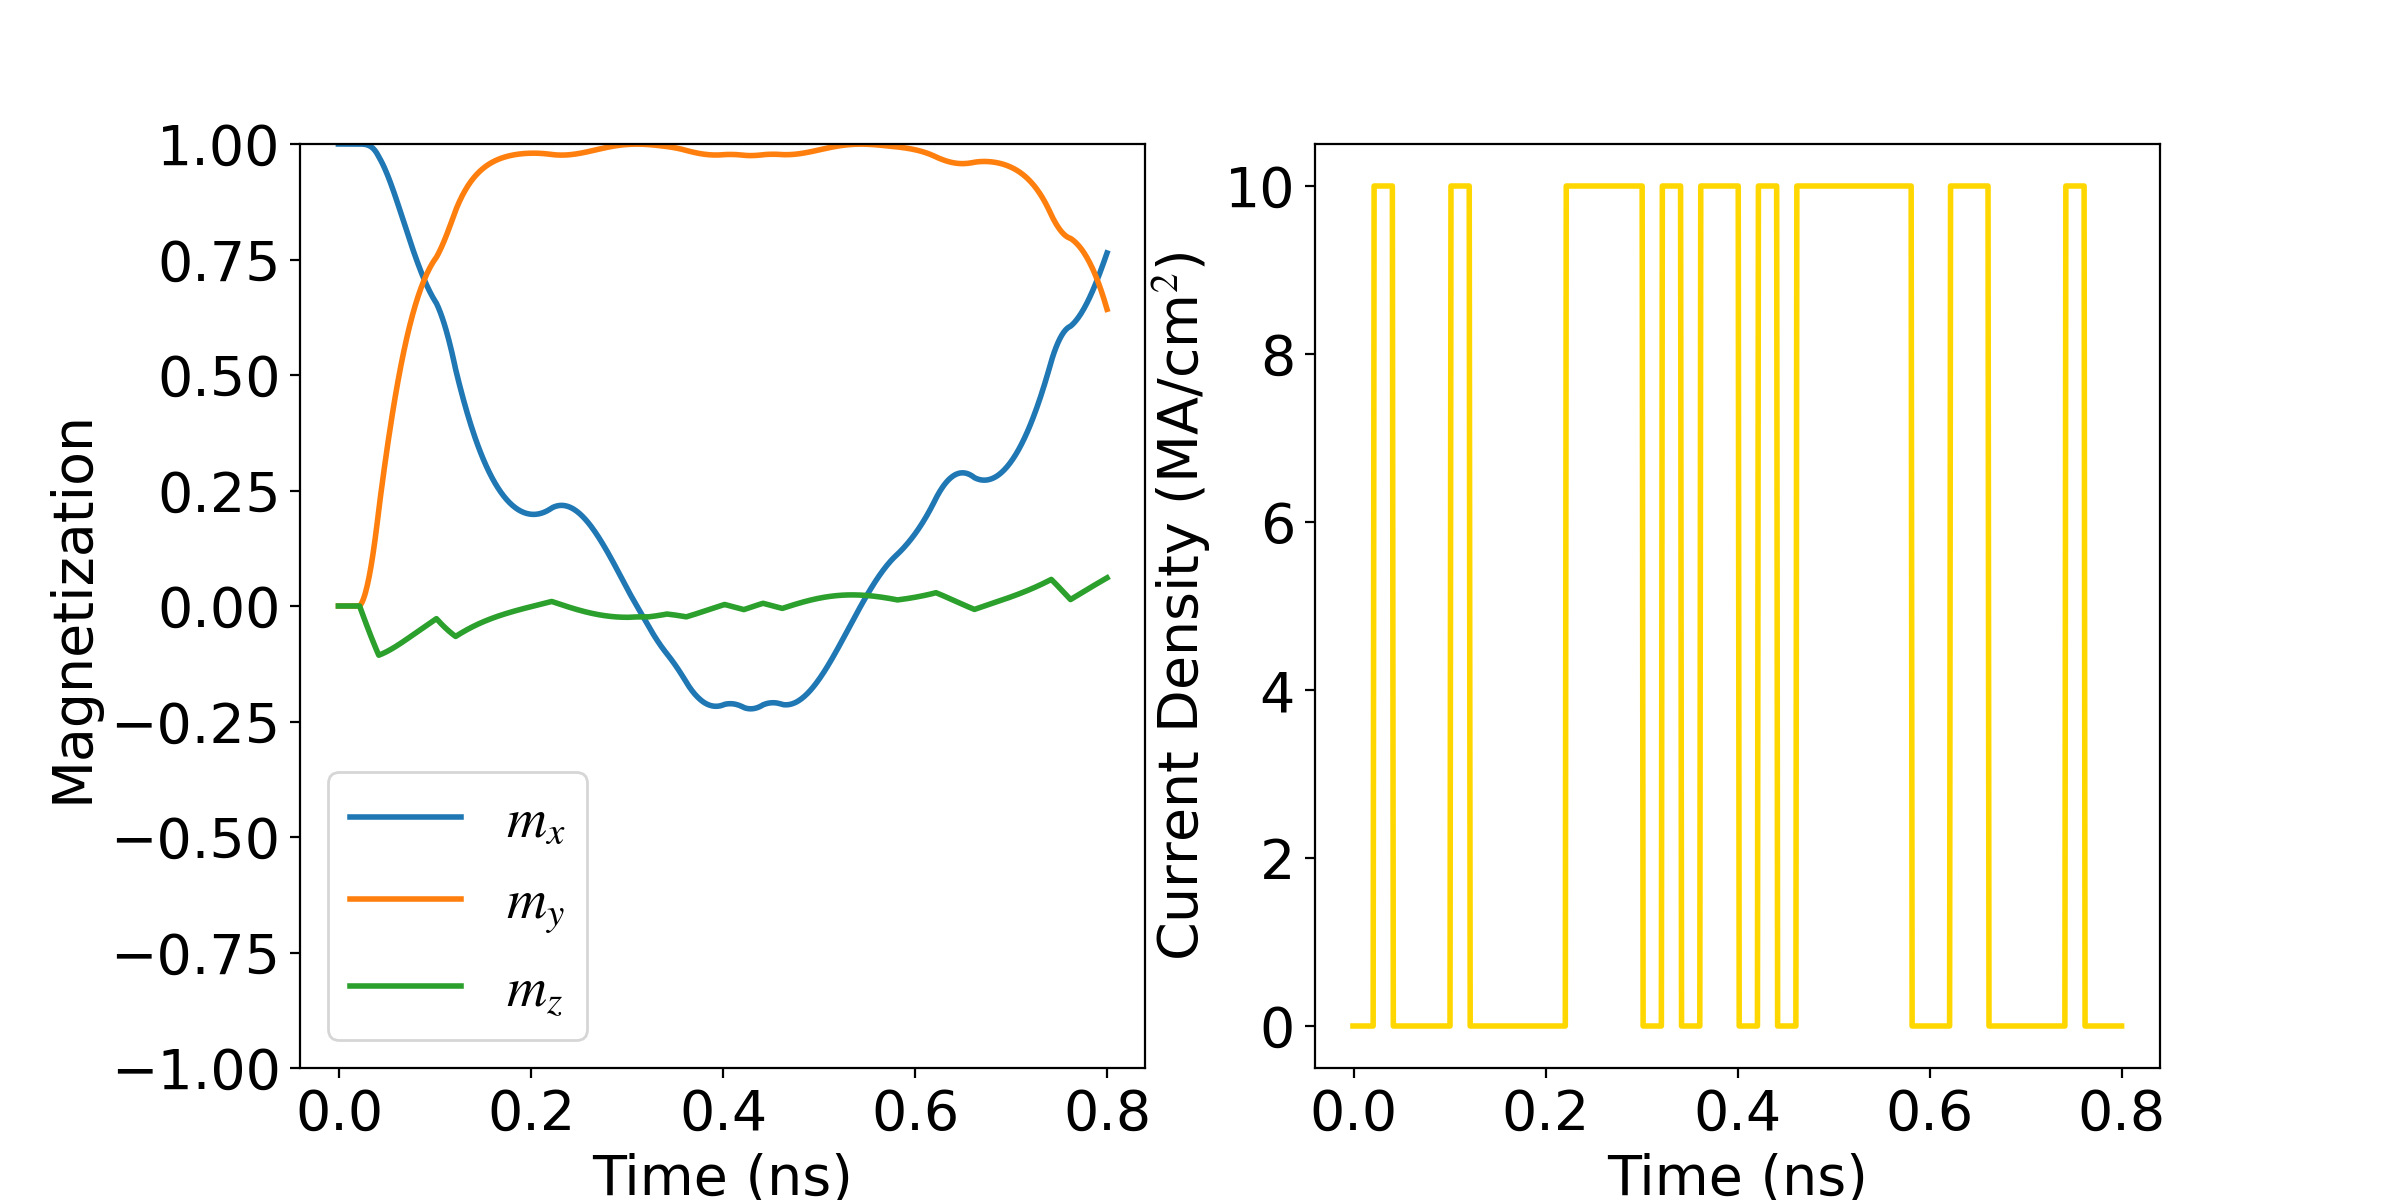 1.00
0.75
0.50
0.25
0.00
−0.25
−0.50
−0.75
−1.00
Magnetization
m_x
m_y
m_z
0.0 0.2 0.4 0.6 0.8
Time (ns)
10
8
6
4
2
0
Current Density (MA/cm²)
0.0 0.2 0.4 0.6 0.8
Time (ns)